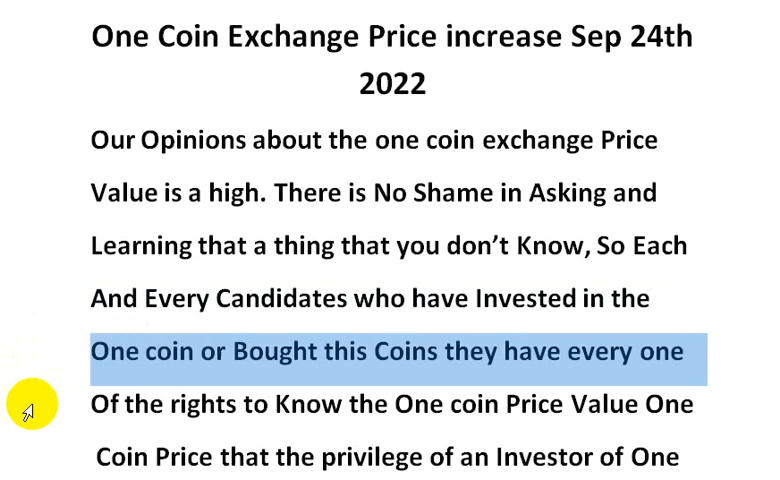 One Coin Exchange Price increase Sep 24th
2022
Our Opinions about the one coin exchange Price
Value is a high. There is No Shame in Asking and
Learning that a thing that you don’t Know, So Each
And Every Candidates who have Invested in the
One coin or Bought this Coins they have every one
Of the rights to Know the One coin Price Value One
Coin Price that the privilege of an Investor of One